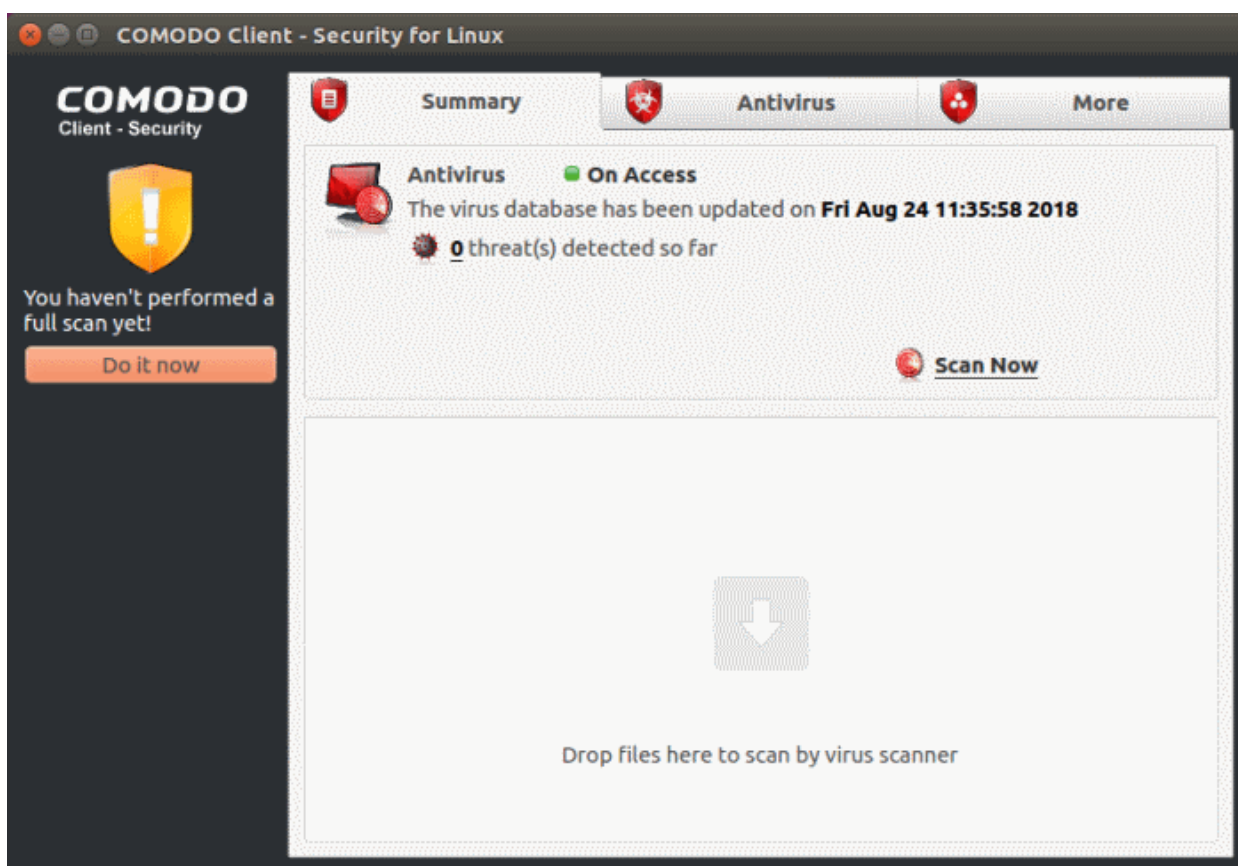 COMODO Client - Security for Linux
COMODO
Client - Security
You haven't performed a
full scan yet!
Do it now
Summary
Antivirus
More
Antivirus On Access
The virus database has been updated on Fri Aug 24 11:35:58 2018
0 threat(s) detected so far
Scan Now
Drop files here to scan by virus scanner